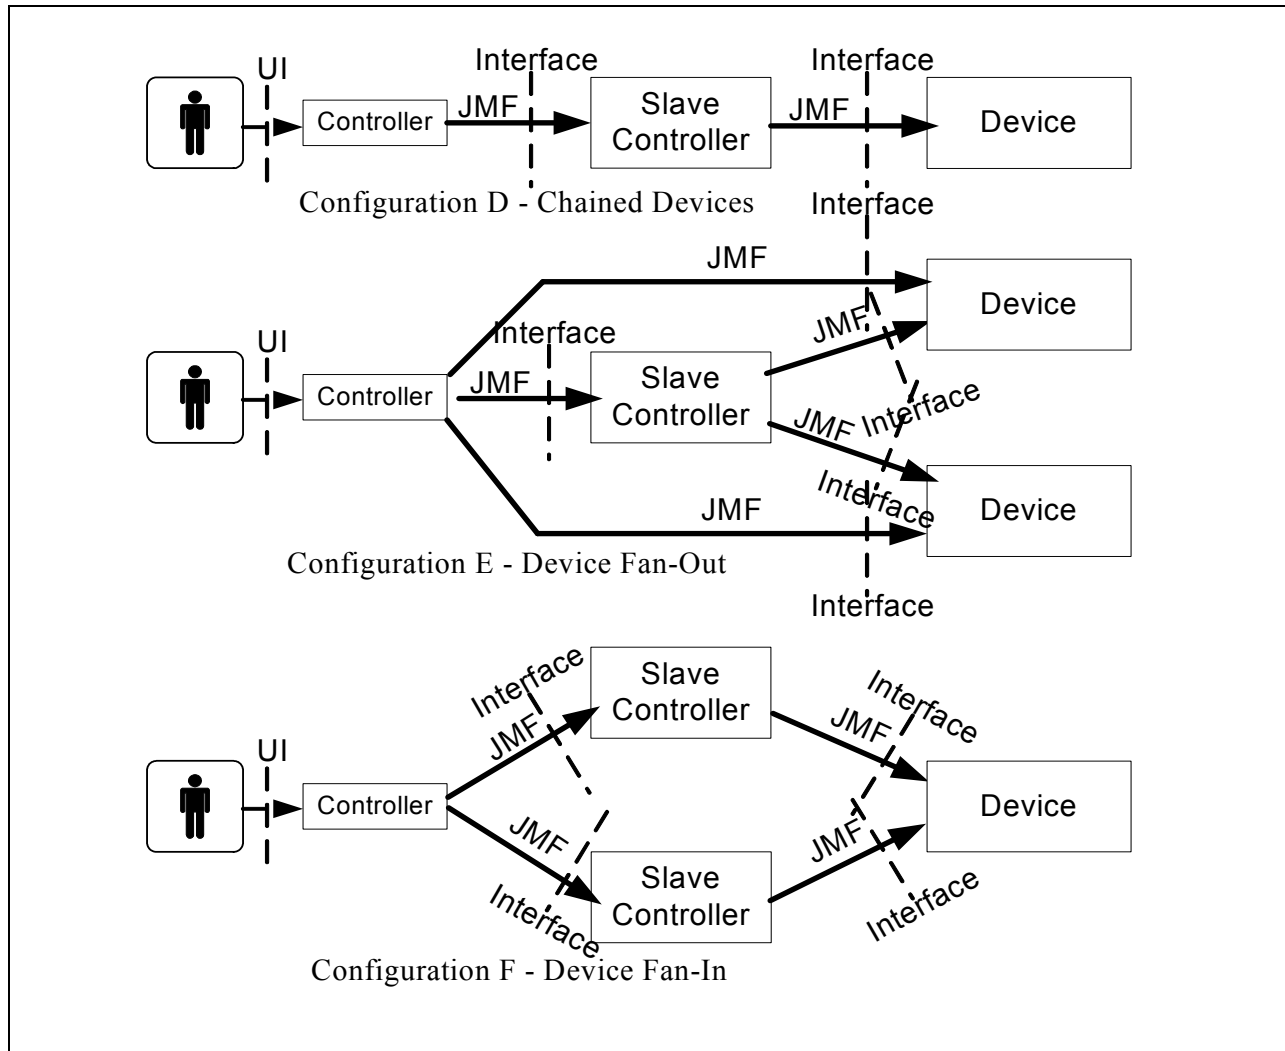 UI
Interface
Interface
Controller
JMF
Slave
Controller
JMF
Device
Configuration D - Chained Devices
Interface
JMF
Device
UI
Interface
JMF
Controller
JMF
Slave
Controller
Interface
JMF
Interface
JMF
Device
Configuration E - Device Fan-Out
Interface
Interface
Slave
Controller
Interface
JMF
JMF
UI
Controller
Device
JMF
JMF
Slave
Controller
Interface
Interface
Configuration F - Device Fan-In